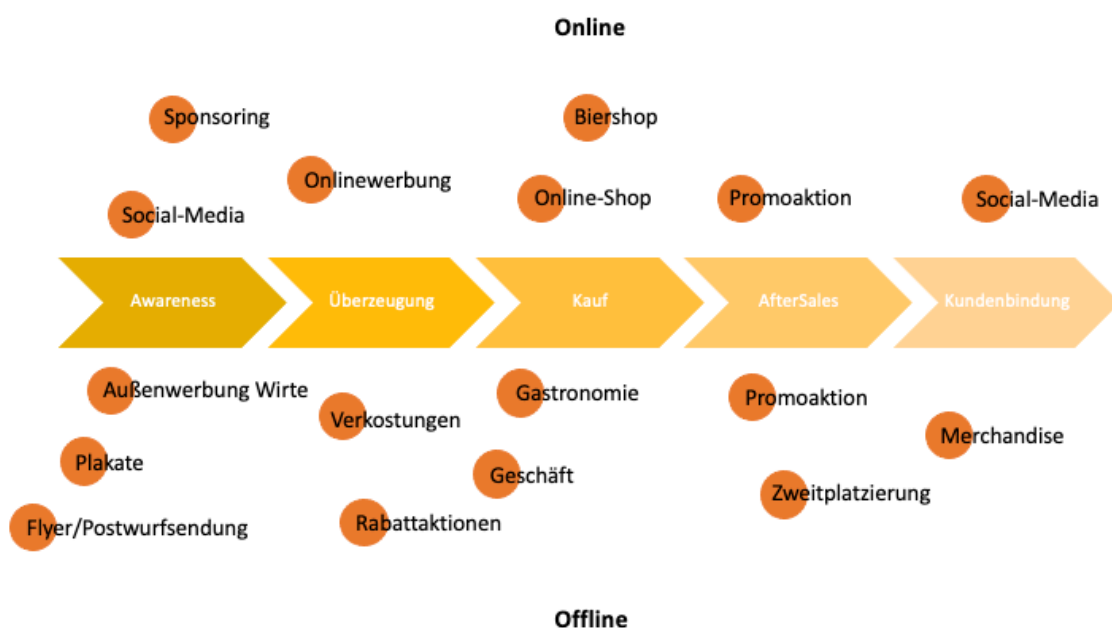 Online
Sponsoring
Biershop
Onlinewerbung
Online-Shop
Promoaktion
Social-Media
Social-Media
Awareness
Überzeugung
Kauf
AfterSales
Kundenbindung
Außenwerbung Wirte
Gastronomie
Promoaktion
Verkostungen
Merchandise
Plakate
Geschäft
Zweitplatzierung
Flyer/Postwurfsendung
Rabattaktionen
Offline